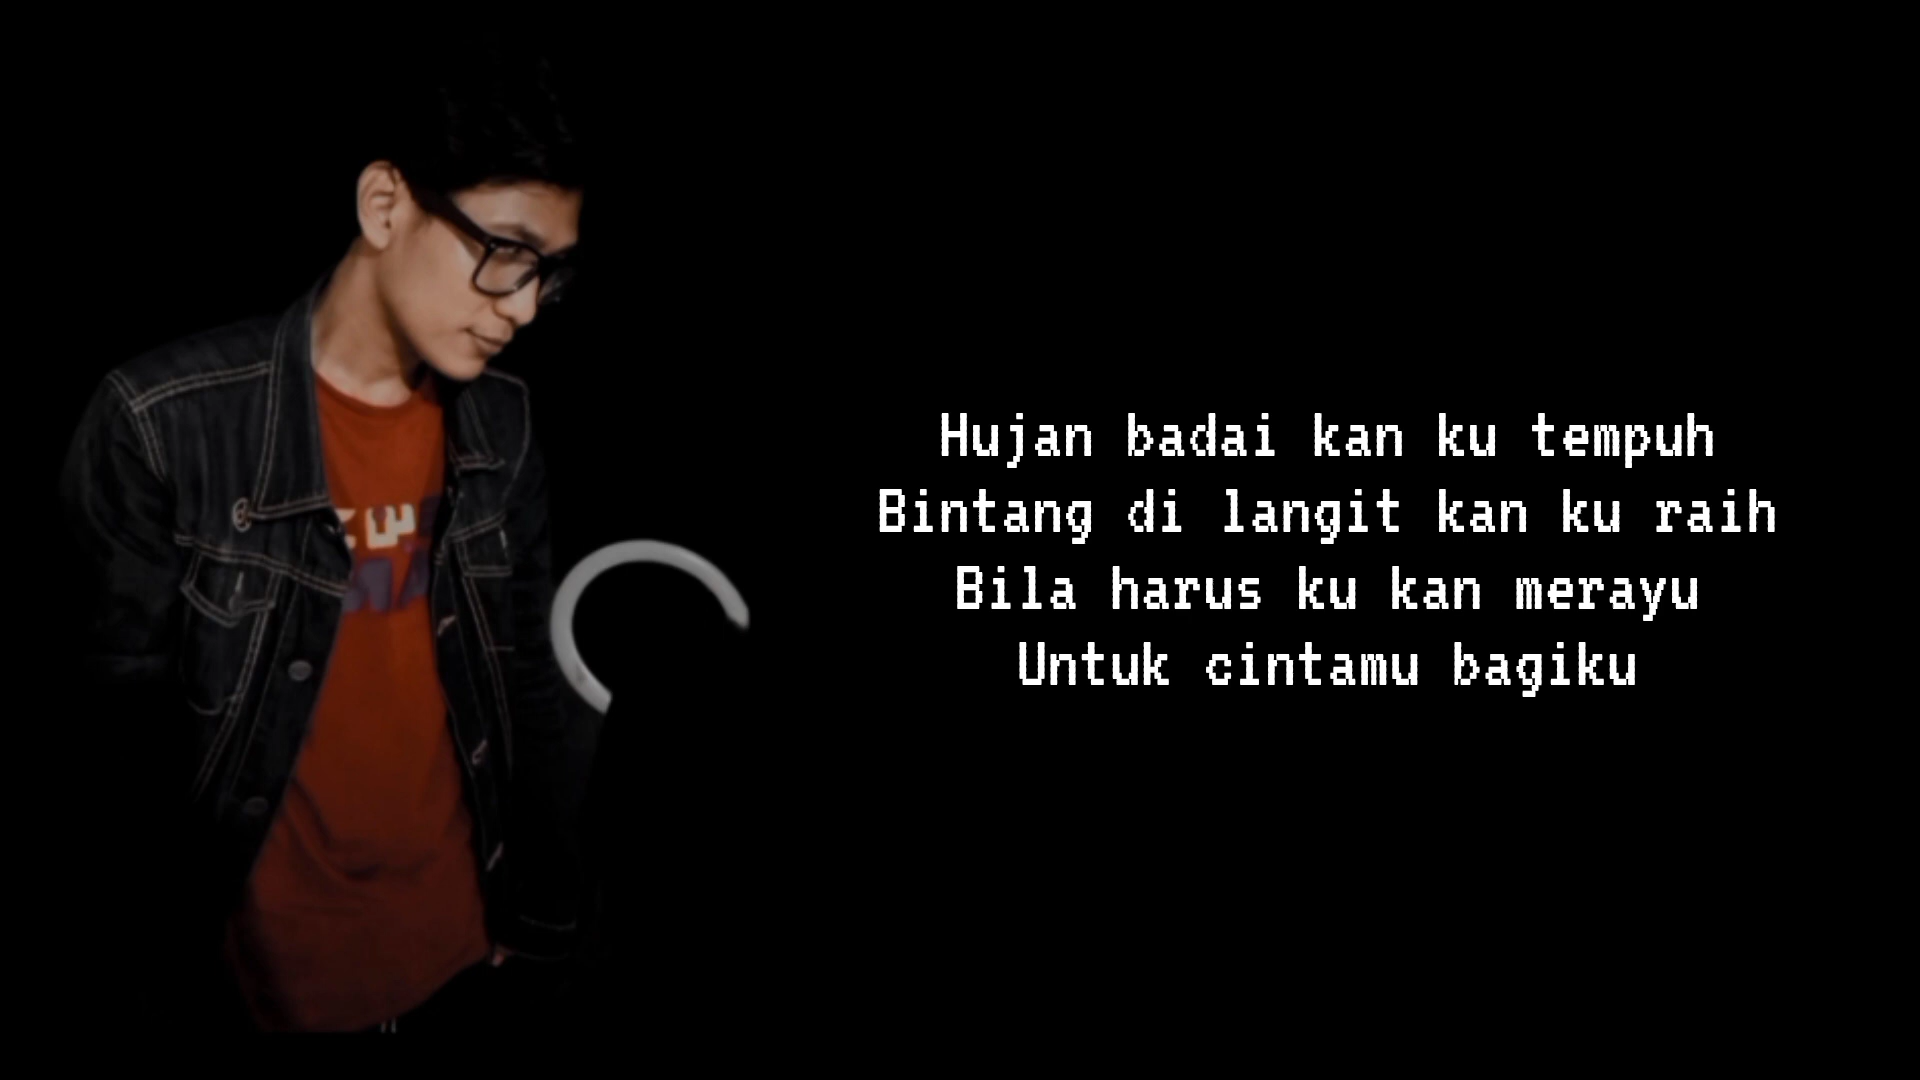 Hujan badai kan ku tempuh
Bintang di langit kan ku raih
Bila harus ku kan merayu
Untuk cintamu bagiku